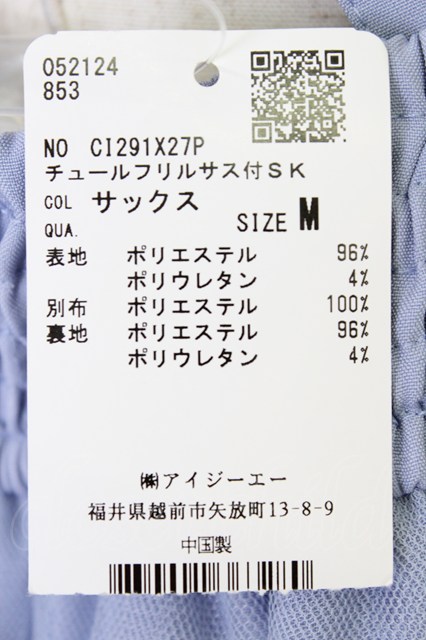 052124
853
NO CI291X27P
チュールフリルサス付SK
COL サックス
QUA. SIZE M
表地 ポリエステル 96%
ポリウレタン 4%
別布 ポリエステル 100%
裏地 ポリエステル 96%
ポリウレタン 4%
㈱アイジーエー
福井県越前市矢放町13-8-9
中国製